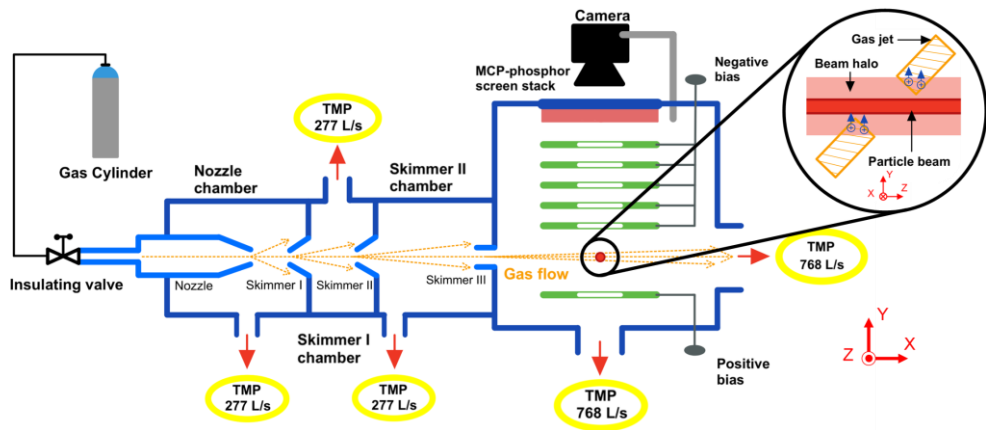 Camera
MCP-phosphor
screen stack
Negative
bias
Gas jet
Beam halo
Particle beam
Y
X
Z
TMP
277 L/s
Gas Cylinder
Nozzle
chamber
Skimmer II
chamber
Insulating valve
Nozzle
Skimmer I
Skimmer II
Skimmer III
Gas flow
TMP
768 L/s
Skimmer I
chamber
TMP
277 L/s
TMP
277 L/s
TMP
768 L/s
Positive
bias
Y
Z
X